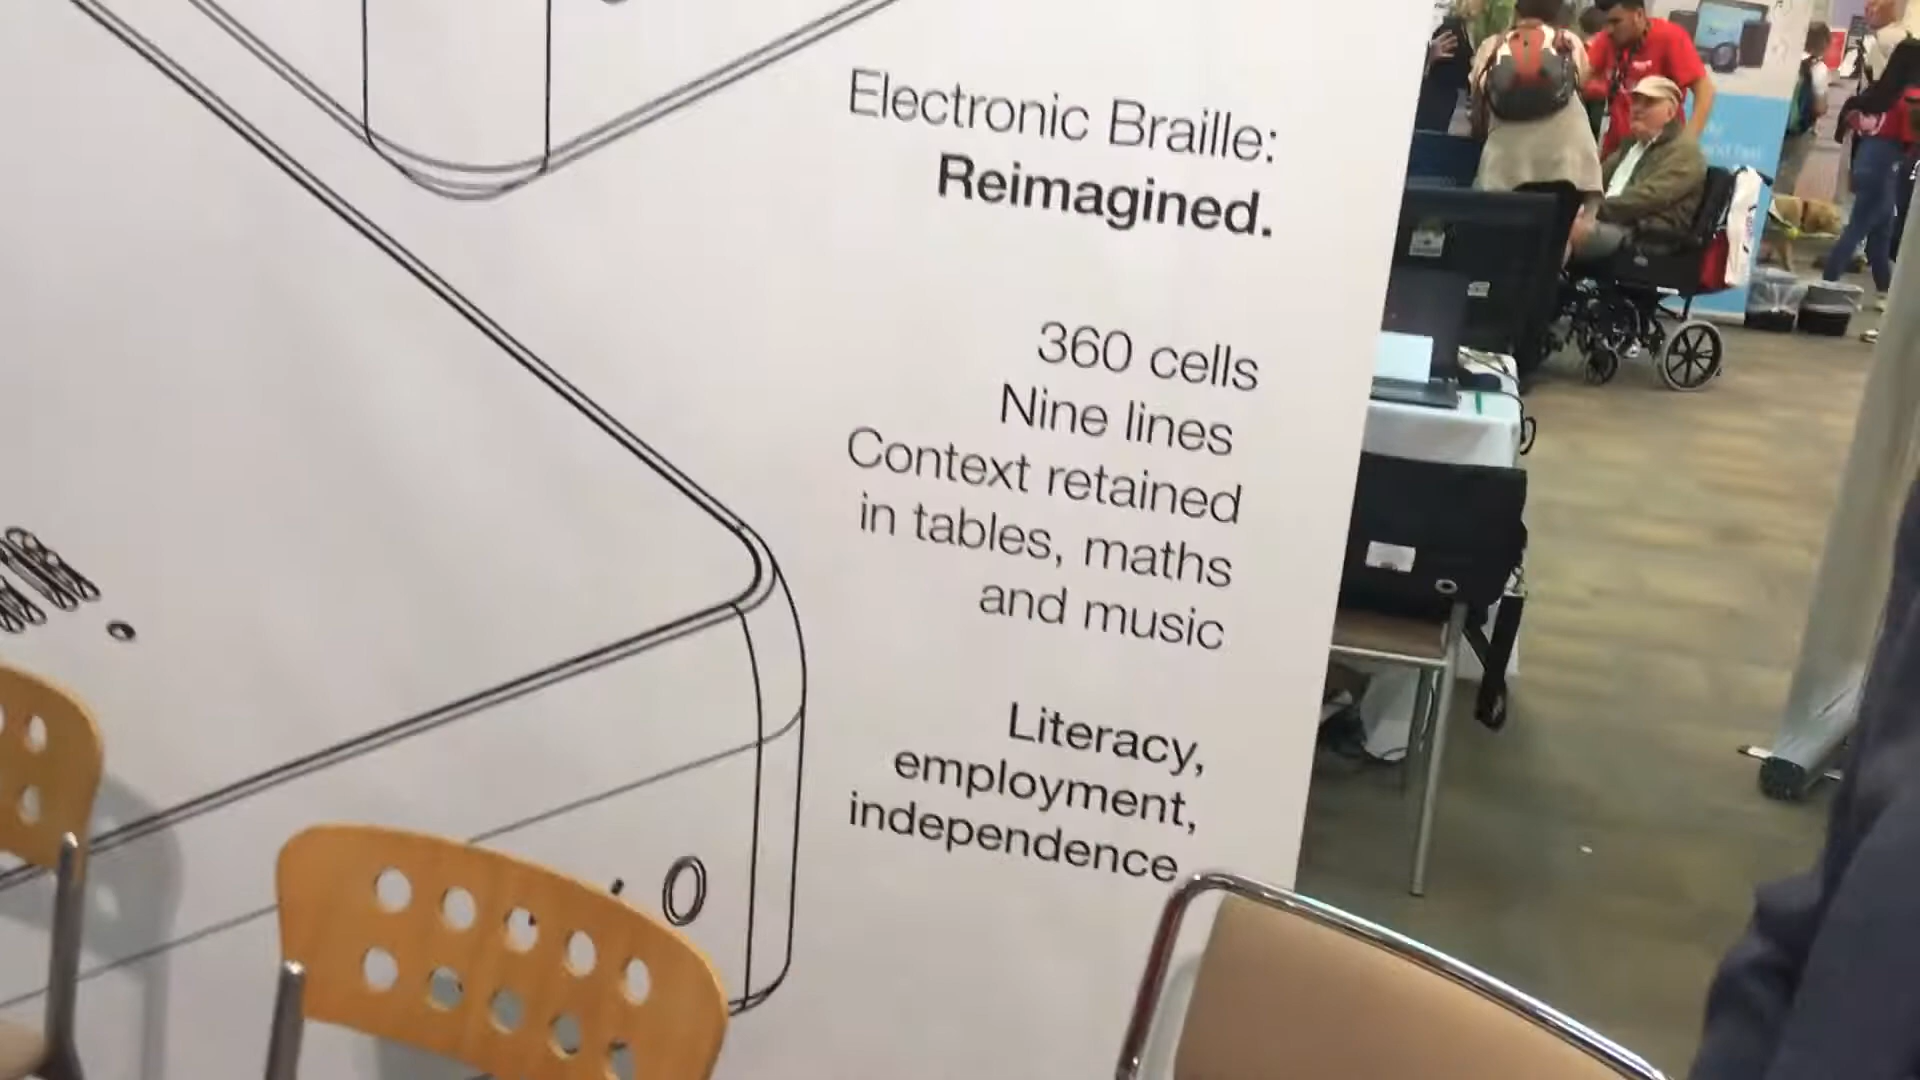 Electronic Braille:
Reimagined.
360 cells
Nine lines
Context retained
in tables, maths
and music
Literacy,
employment,
independence